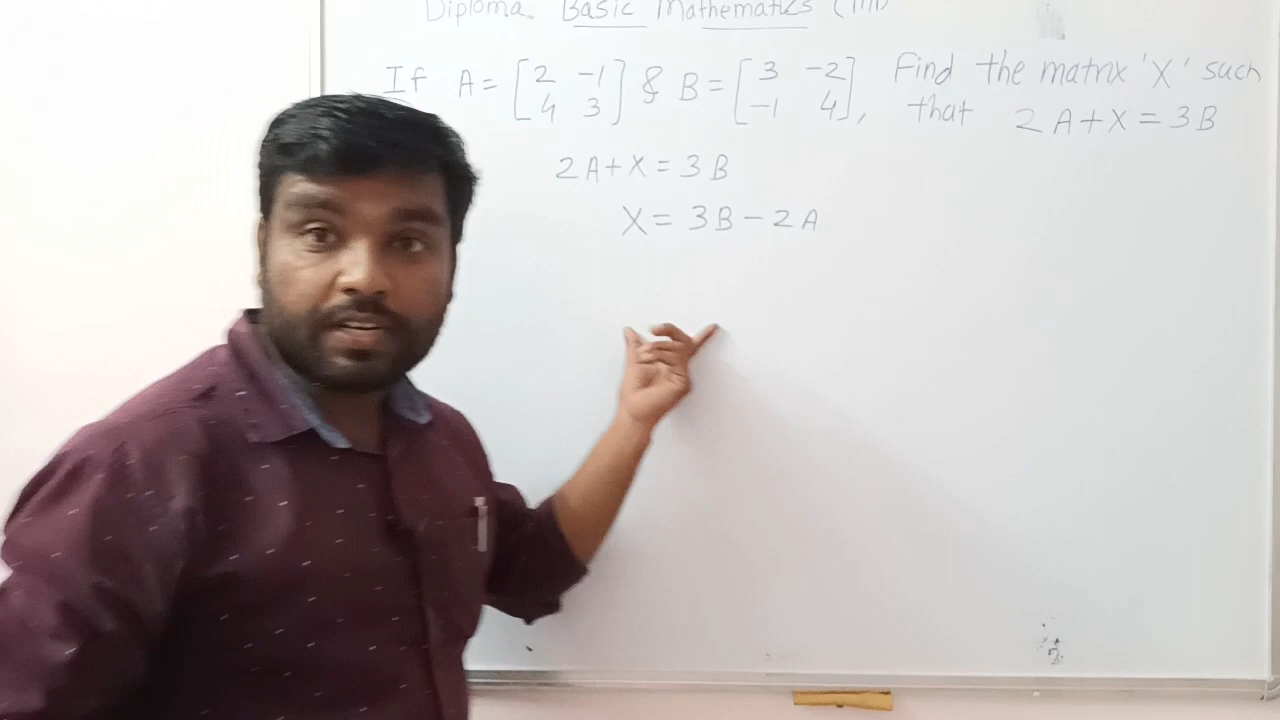 Diploma Basic Mathematics (M)
If A = [2 -1 4 3] & B = [3 -2 -1 4], Find the matrix 'X' such
that 2A+X=3B
2A+X=3B
X=3B-2A